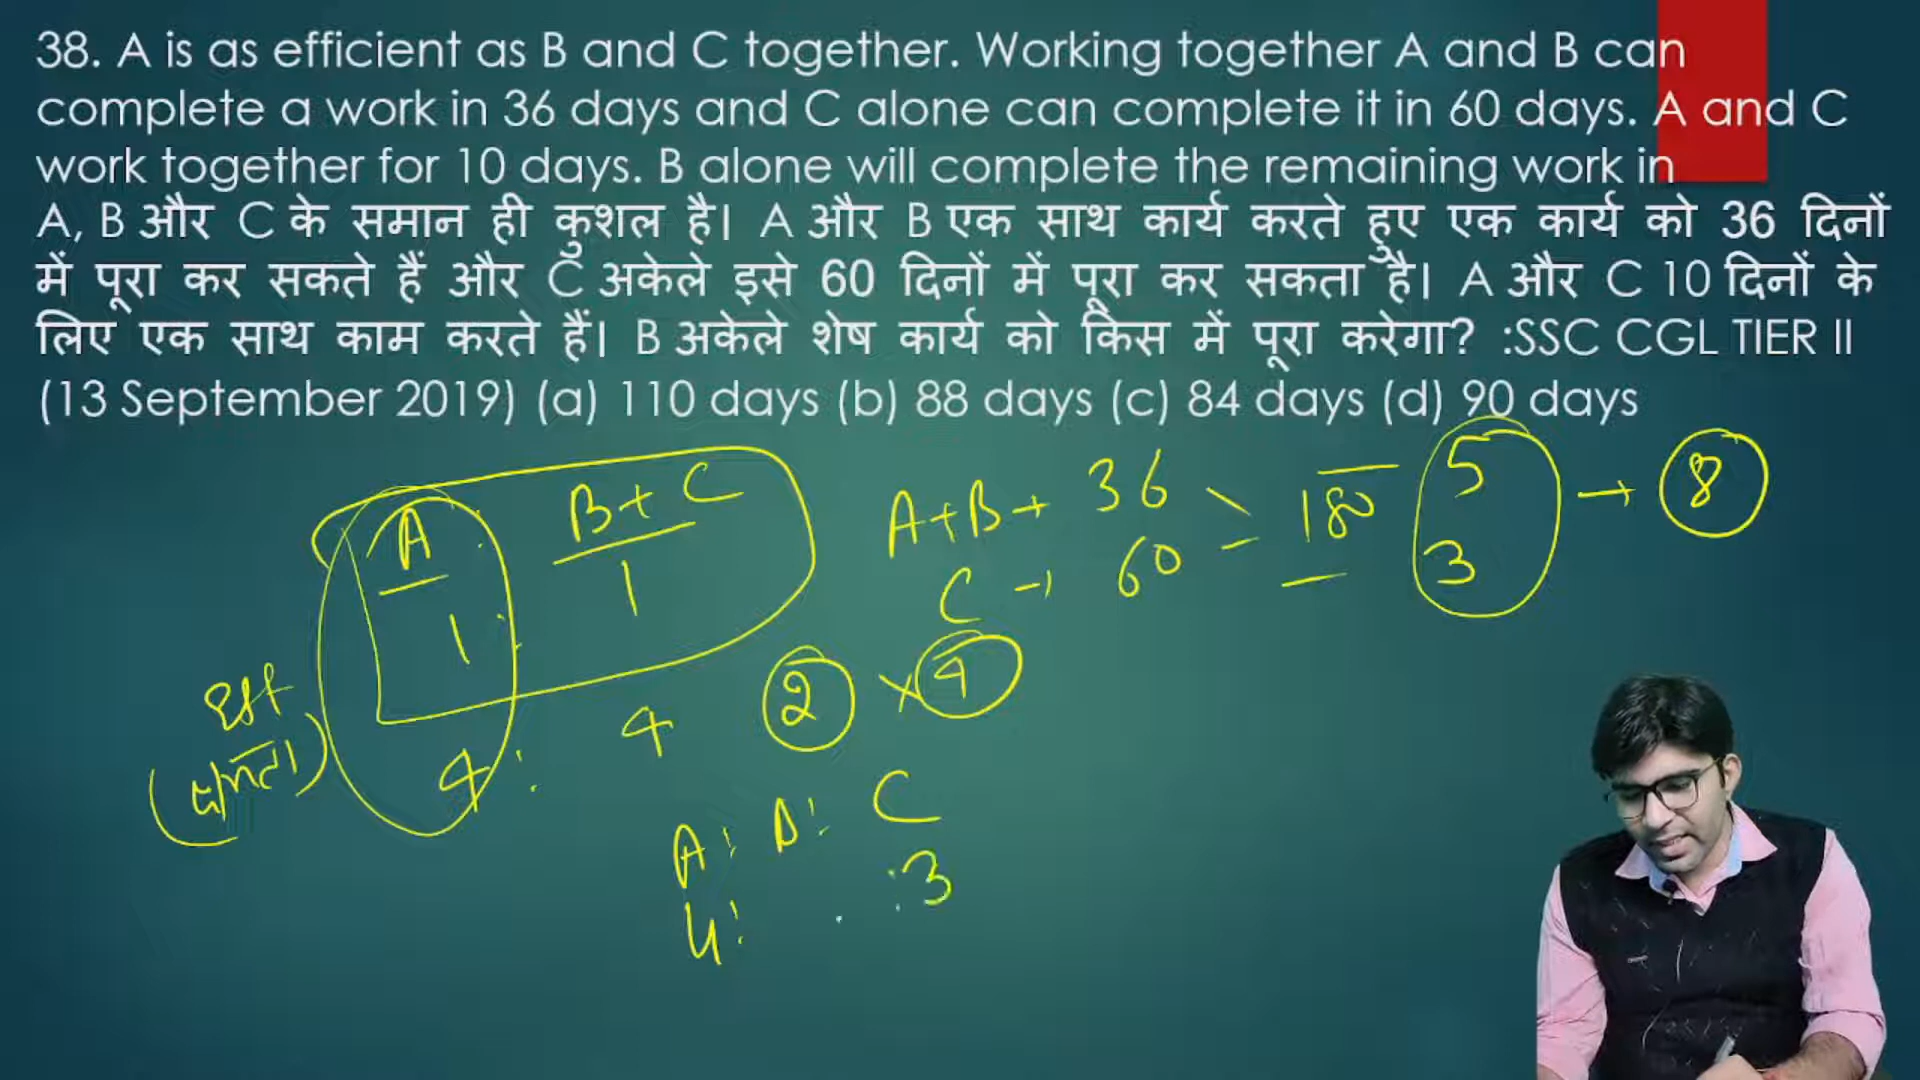 38. A is as efficient as B and C together. Working together A and B can
complete a work in 36 days and C alone can complete it in 60 days. A and C
work together for 10 days. B alone will complete the remaining work in
A, B और C के समान ही कुशल है। A और B एक साथ कार्य करते हुए एक कार्य को 36 दिनों
में पूरा कर सकते हैं और C अकेले इसे 60 दिनों में पूरा कर सकता है। A और C 10 दिनों के
लिए एक साथ काम करते हैं। B अकेले शेष कार्य को किस में पूरा करेगा? :SSC CGL TIER II
(13 September 2019) (a) 110 days (b) 88 days (c) 84 days (d) 90 days
A B + C
1 1
A+B+ 36 180 5 → 8
C → 60 3
4 : 4 2 × 4
(क्षमता)
A : B : C
4 : : 3